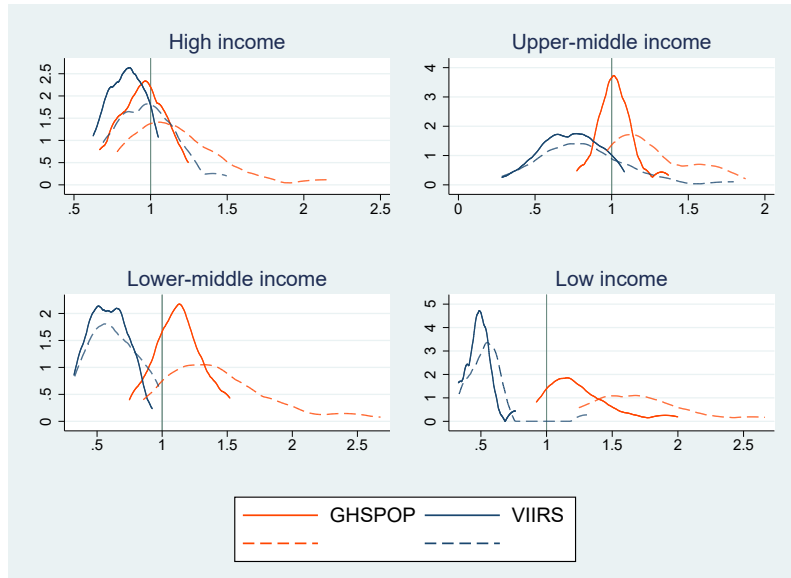 High income
Upper-middle income
0 .5 1 1.5 2 2.5
.5 1 1.5 2 2.5
0 1 2 3 4
0 .5 1 1.5 2
Lower-middle income
Low income
0 .5 1 1.5 2
.5 1 1.5 2 2.5
0 1 2 3 4 5
.5 1 1.5 2 2.5
GHSPOP VIIRS